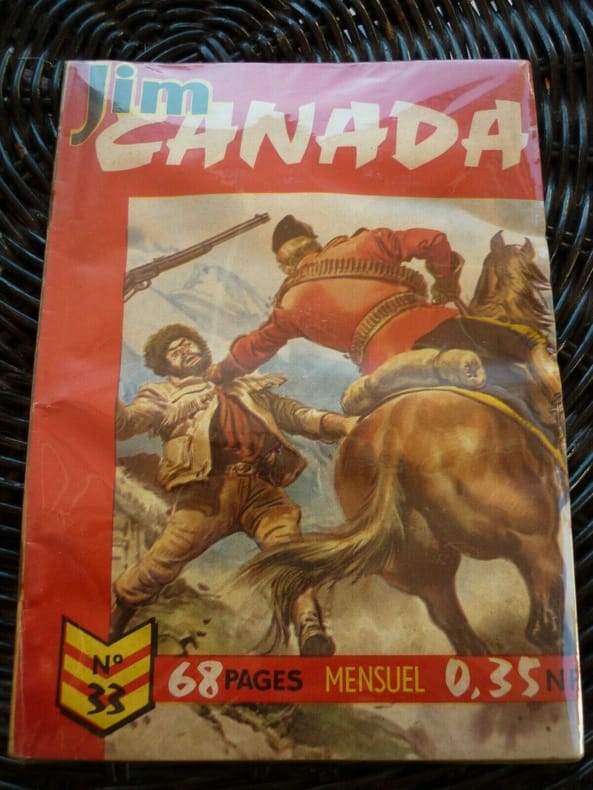 Jim
CANADA
N° 33
68 PAGES MENSUEL 0,35 NF